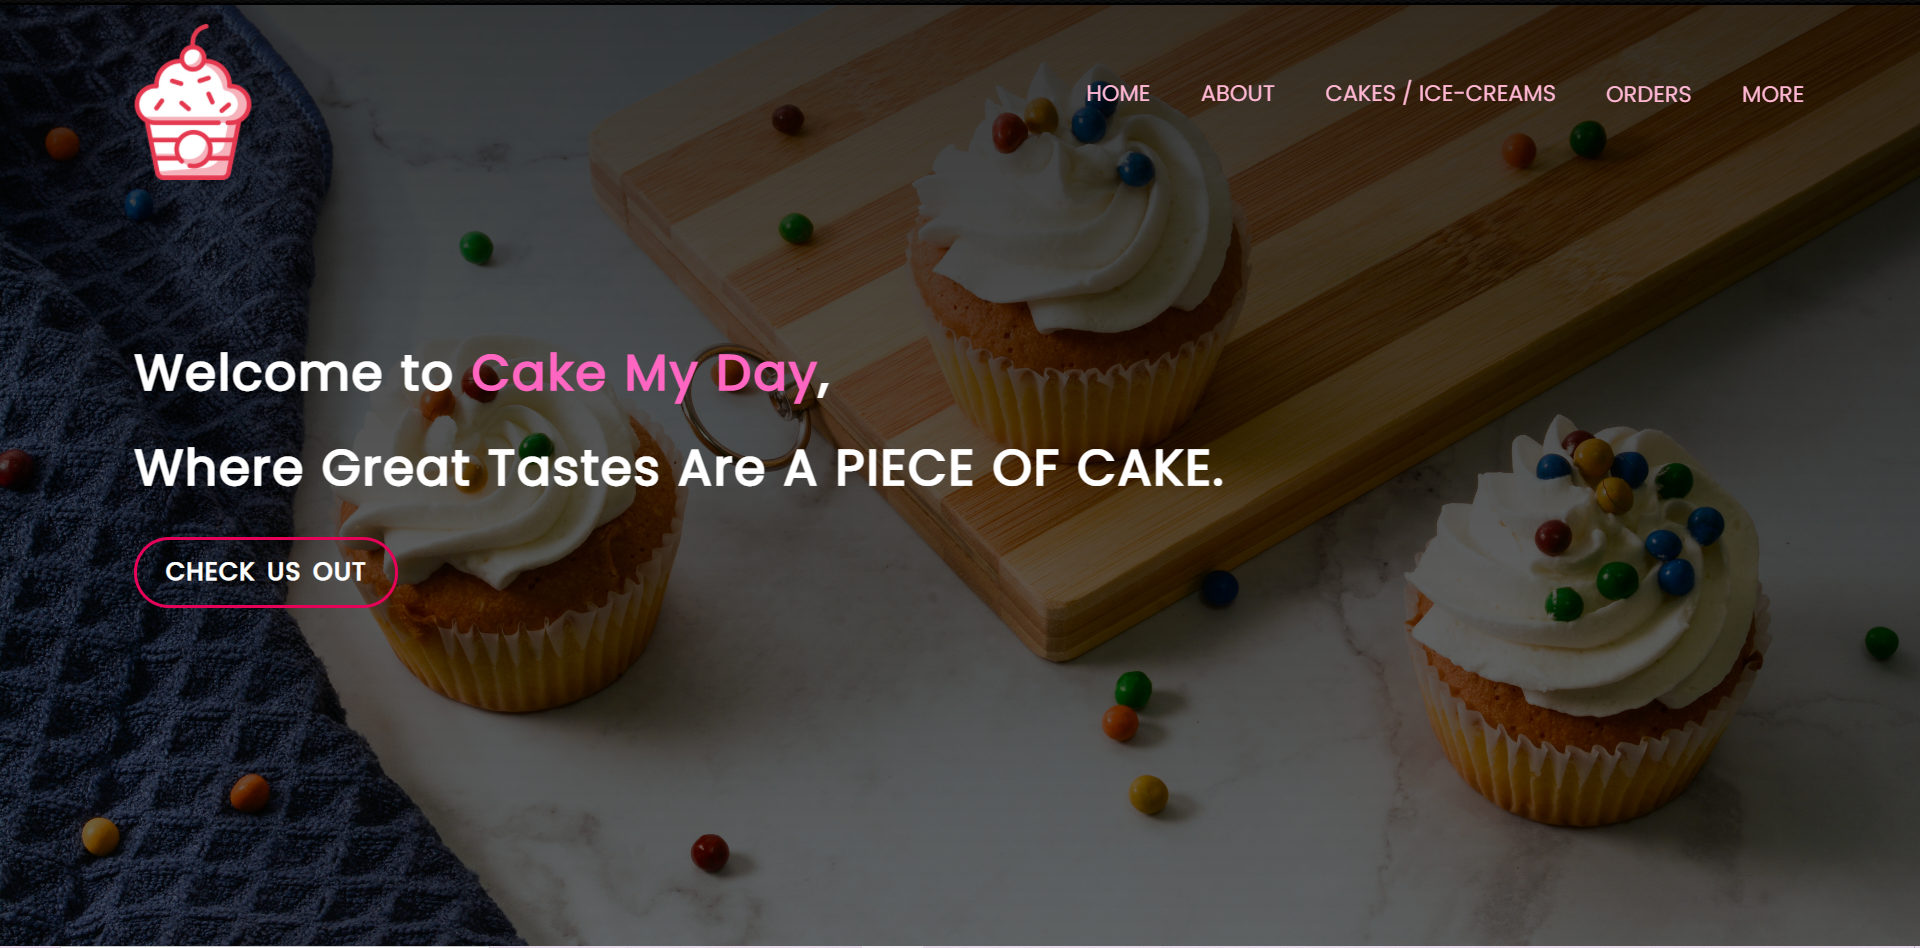 HOME ABOUT CAKES / ICE-CREAMS ORDERS MORE
Welcome to Cake My Day,
Where Great Tastes Are A PIECE OF CAKE.
CHECK US OUT